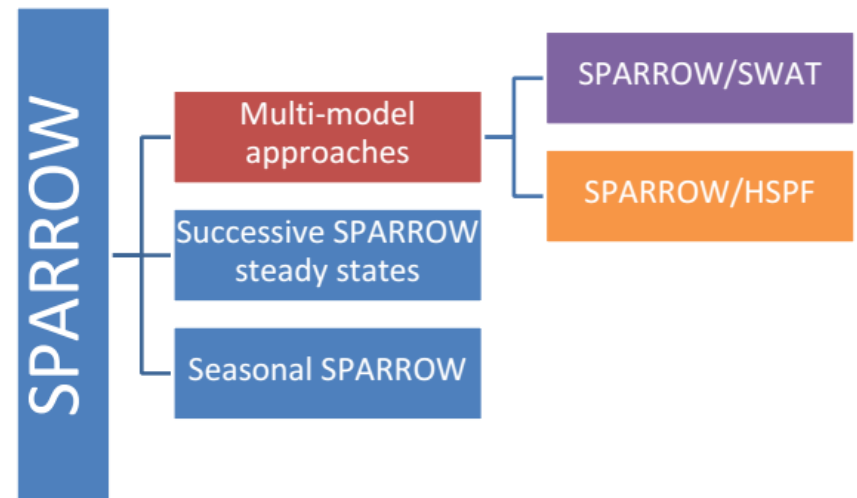 SPARROW
Multi-model
approaches
Successive SPARROW
steady states
Seasonal SPARROW
SPARROW/SWAT
SPARROW/HSPF